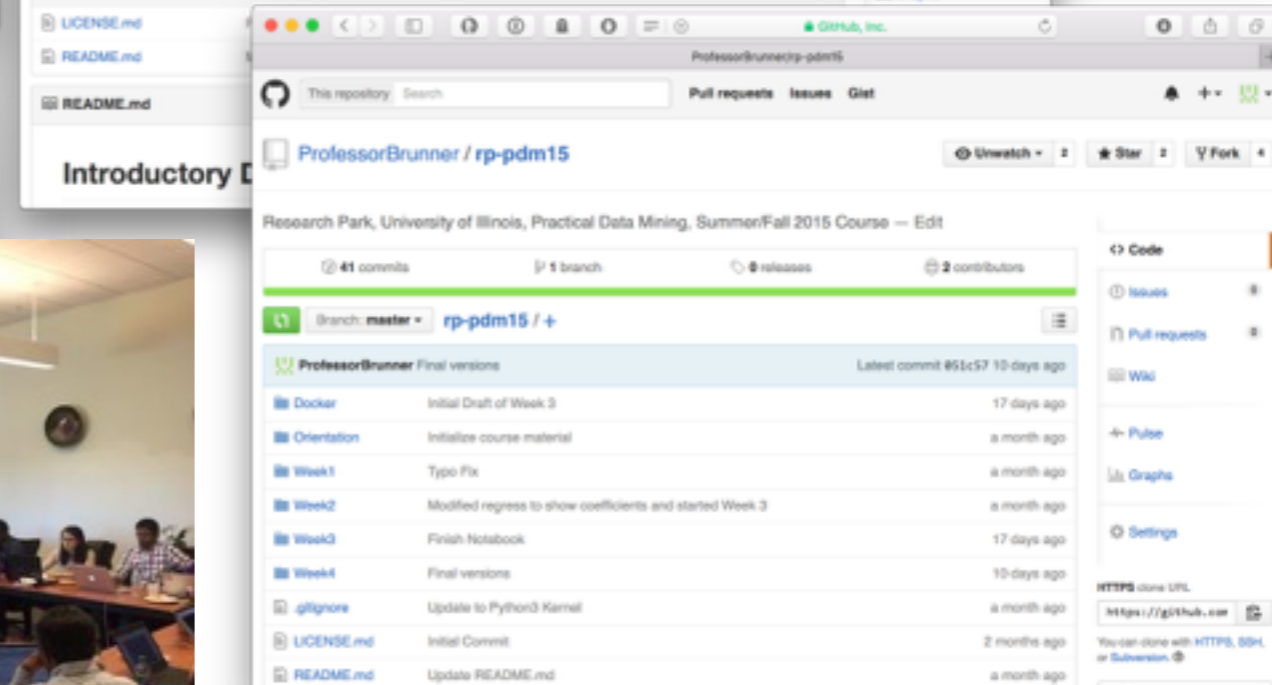 LICENSE.md
README.md
README.md
Introductory
GitHub, Inc.
ProfessorBrunner/rp-pdm15
This repository Search Pull requests Issues Gist
ProfessorBrunner / rp-pdm15 Unwatch 2 Star 2 Fork 4
Research Park, University of Illinois, Practical Data Mining, Summer/Fall 2015 Course — Edit
41 commits 1 branch 0 releases 2 contributors
Branch: master rp-pdm15 / +
ProfessorBrunner Final versions Latest commit 051c57 10 days ago
Docker Initial Draft of Week 3 17 days ago
Orientation Initialize course material a month ago
Week1 Typo Fix a month ago
Week2 Modified regress to show coefficients and started Week 3 a month ago
Week3 Finish Notebook 17 days ago
Week4 Final versions 10 days ago
.gitignore Update to Python3 Kernel a month ago
LICENSE.md Initial Commit 2 months ago
README.md Update README.md a month ago
<> Code
Issues 0
Pull requests 0
Wiki
Pulse
Graphs
Settings
HTTPS clone URL
https://github.com
You can clone with HTTPS, SSH,
or Subversion.